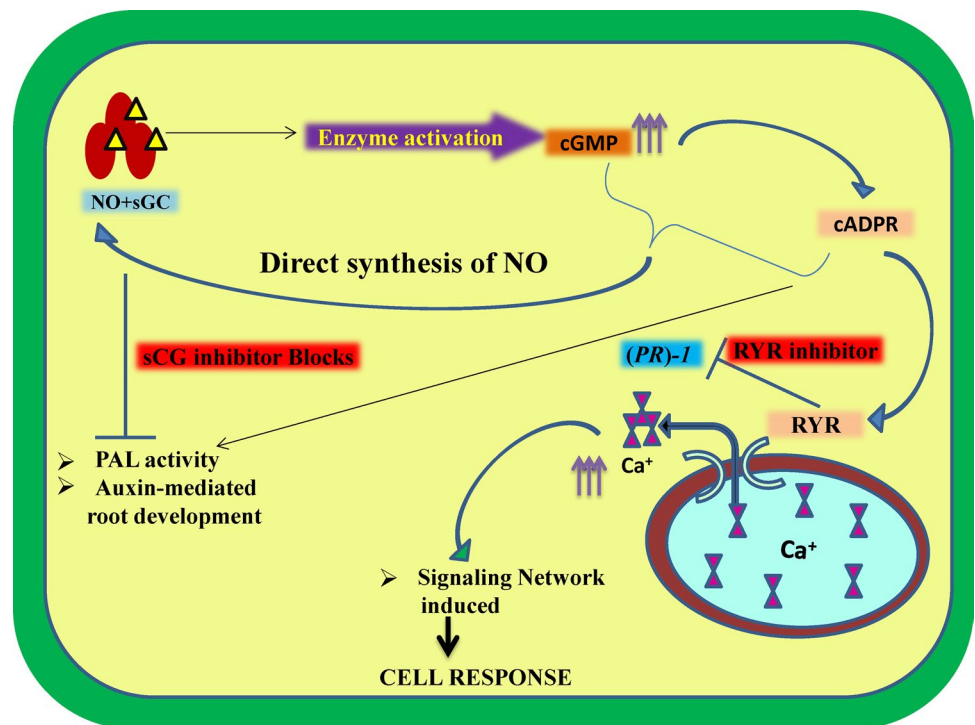 Enzyme activation
cGMP
NO+sGC
cADPR
Direct synthesis of NO
sCG inhibitor Blocks
(PR)-1
RYR inhibitor
RYR
Ca⁺
Ca⁺
PAL activity
Auxin-mediated
root development
Signaling Network
induced
CELL RESPONSE